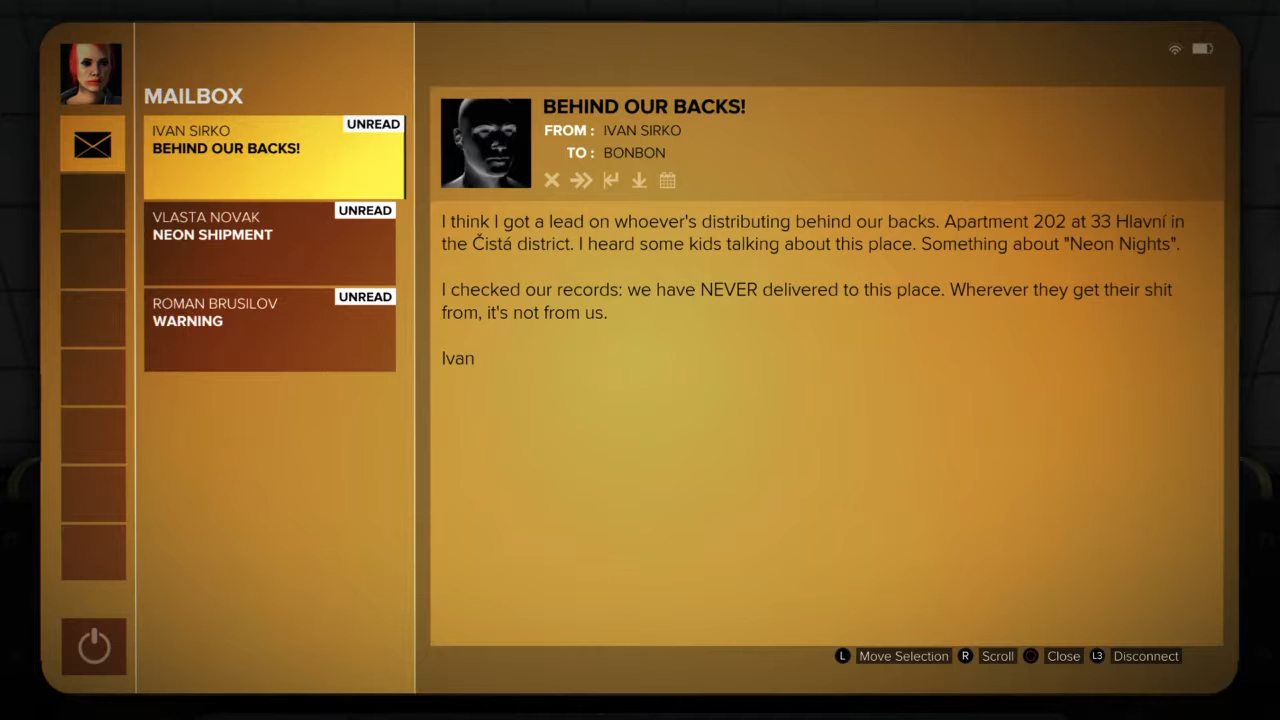 MAILBOX
IVAN SIRKO
UNREAD
BEHIND OUR BACKS!
VLASTA NOVAK
UNREAD
NEON SHIPMENT
ROMAN BRUSILOV
UNREAD
WARNING
BEHIND OUR BACKS!
FROM : IVAN SIRKO
TO : BONBON
I think I got a lead on whoever's distributing behind our backs. Apartment 202 at 33 Hlavní in
the Čistá district. I heard some kids talking about this place. Something about "Neon Nights".
I checked our records: we have NEVER delivered to this place. Wherever they get their shit
from, it's not from us.
Ivan
L Move Selection R Scroll Close L3 Disconnect